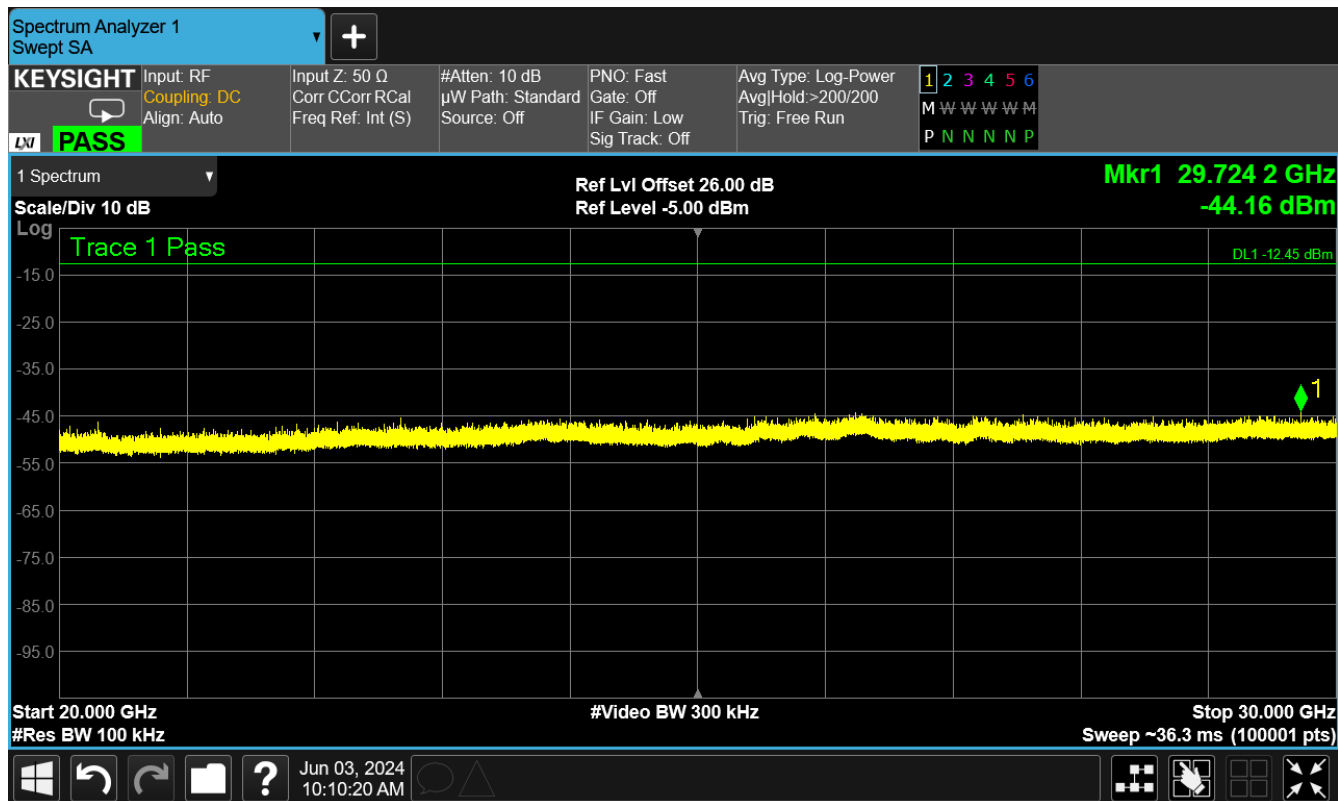 Spectrum Analyzer 1
Swept SA
KEYSIGHT
LXI PASS
Input: RF
Coupling: DC
Align: Auto
Input Z: 50 Ω
Corr CCorr RCal
Freq Ref: Int (S)
#Atten: 10 dB
µW Path: Standard
Source: Off
PNO: Fast
Gate: Off
IF Gain: Low
Sig Track: Off
Avg Type: Log-Power
Avg|Hold:>200/200
Trig: Free Run
1 2 3 4 5 6
M W W W W M
P N N N N P
1 Spectrum
Scale/Div 10 dB
Log
Ref Lvl Offset 26.00 dB
Ref Level -5.00 dBm
Mkr1 29.724 2 GHz
-44.16 dBm
Trace 1 Pass
DL1 -12.45 dBm
-15.0
-25.0
-35.0
1
-45.0
-55.0
-65.0
-75.0
-85.0
-95.0
Start 20.000 GHz
#Res BW 100 kHz
#Video BW 300 kHz
Stop 30.000 GHz
Sweep ~36.3 ms (100001 pts)
?
Jun 03, 2024
10:10:20 AM